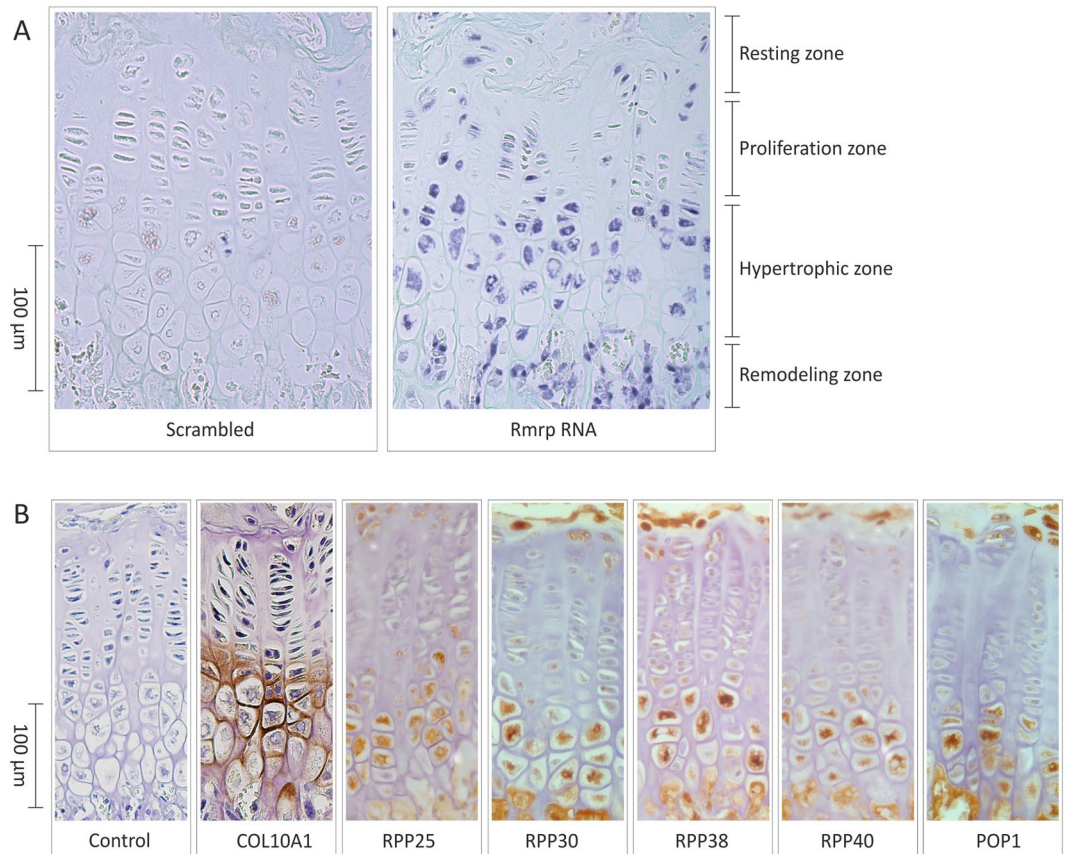 A
Resting zone
Proliferation zone
Hypertrophic zone
Remodeling zone
100 µm
Scrambled
Rmrp RNA
B
100 µm
Control
COL10A1
RPP25
RPP30
RPP38
RPP40
POP1